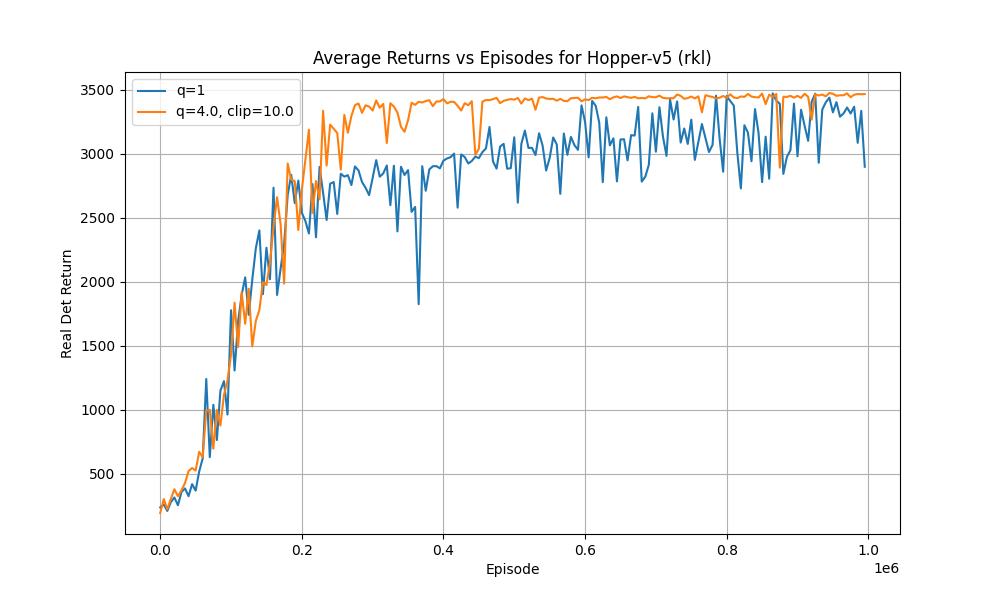 Average Returns vs Episodes for Hopper-v5 (rkl)
q=1
q=4.0, clip=10.0
Real Det Return
3500
3000
2500
2000
1500
1000
500
0.0 0.2 0.4 0.6 0.8 1.0
1e6
Episode